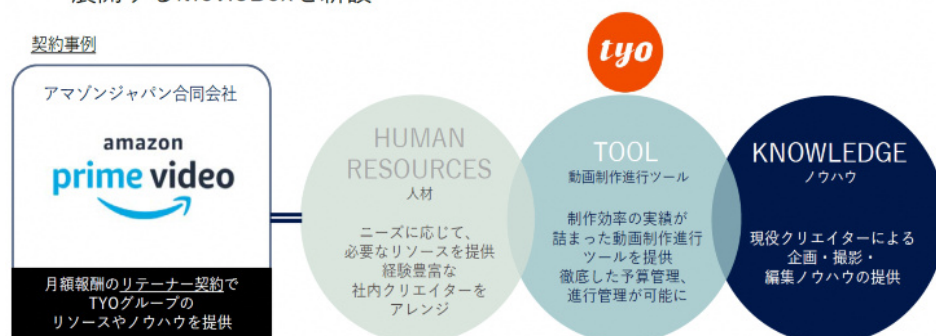 契約事例
アマゾンジャパン合同会社
amazon
prime video
月額報酬のリテーナー契約で
TYOグループの
リソースやノウハウを提供
tyo
HUMAN
RESOURCES
人材
ニーズに応じて、
必要なリソースを提供
経験豊富な
社内クリエイターを
アレンジ
TOOL
動画制作進行ツール
制作効率の実績が
詰まった動画制作進行
ツールを提供
徹底した予算管理、
進行管理が可能に
KNOWLEDGE
ノウハウ
現役クリエイターによる
企画・撮影・
編集ノウハウの提供